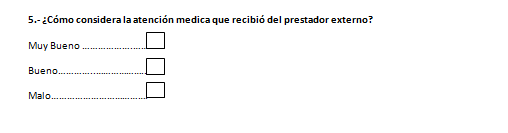 5.- ¿Cómo considera la atención medica que recibió del prestador externo?
Muy Bueno ........................
Bueno.................................
Malo...................................